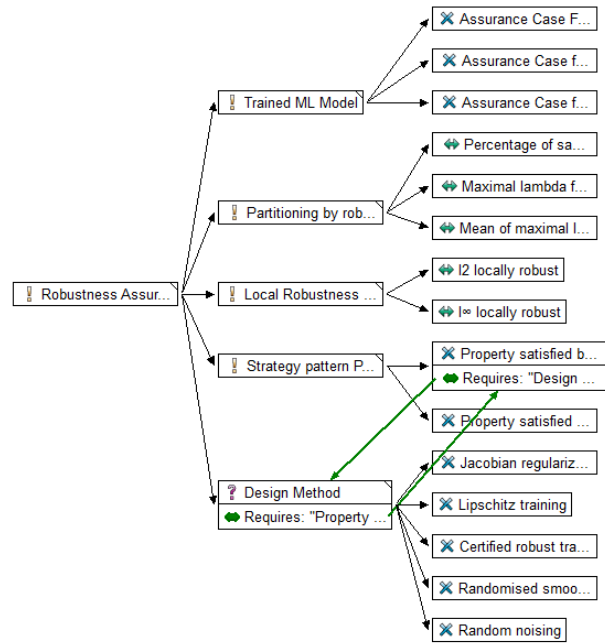 Assurance Case F...
Assurance Case f...
Trained ML Model
Assurance Case f...
Percentage of sa...
Maximal lambda f...
Partitioning by rob...
Mean of maximal l...
l2 locally robust
Robustness Assur...
Local Robustness ...
l∞ locally robust
Property satisfied b...
Strategy pattern P...
Requires: "Design ...
Property satisfied ...
Jacobian regulariz...
Design Method
Lipschitz training
Requires: "Property ...
Certified robust tra...
Randomised smoo...
Random noising